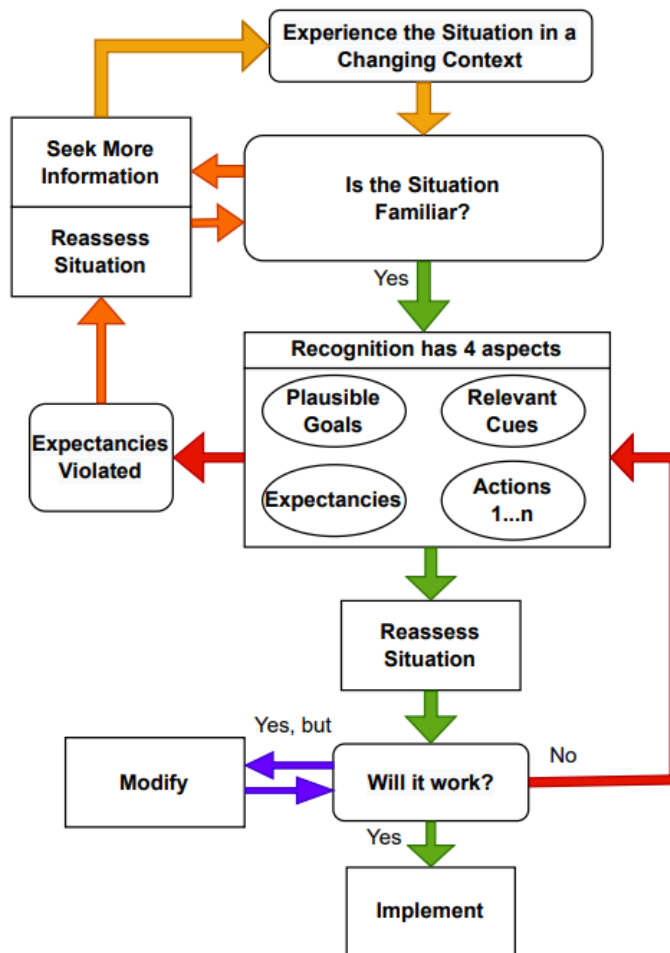 Experience the Situation in a
Changing Context
Seek More
Information
Is the Situation
Familiar?
Reassess
Situation
Yes
Recognition has 4 aspects
Plausible
Goals
Relevant
Cues
Expectancies
Violated
Expectancies
Actions
1...n
Reassess
Situation
Yes, but
No
Modify
Will it work?
Yes
Implement